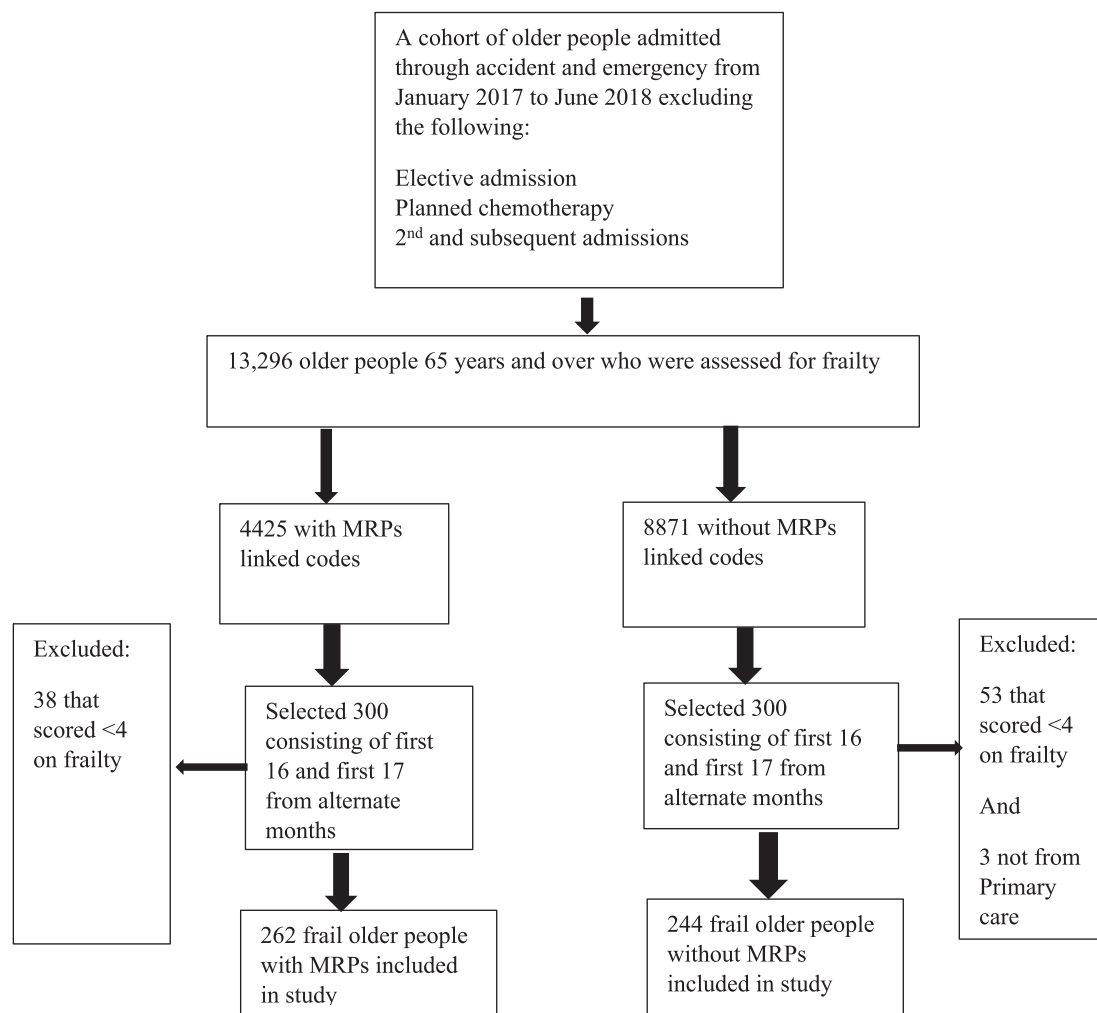 A cohort of older people admitted
through accident and emergency from
January 2017 to June 2018 excluding
the following:
Elective admission
Planned chemotherapy
2nd and subsequent admissions
13,296 older people 65 years and over who were assessed for frailty
4425 with MRPs
linked codes
8871 without MRPs
linked codes
Excluded:
38 that
scored <4
on frailty
Selected 300
consisting of first
16 and first 17
from alternate
months
Selected 300
consisting of first 16
and first 17 from
alternate months
Excluded:
53 that
scored <4
on frailty
And
3 not from
Primary
care
262 frail older people
with MRPs included
in study
244 frail older people
without MRPs
included in study